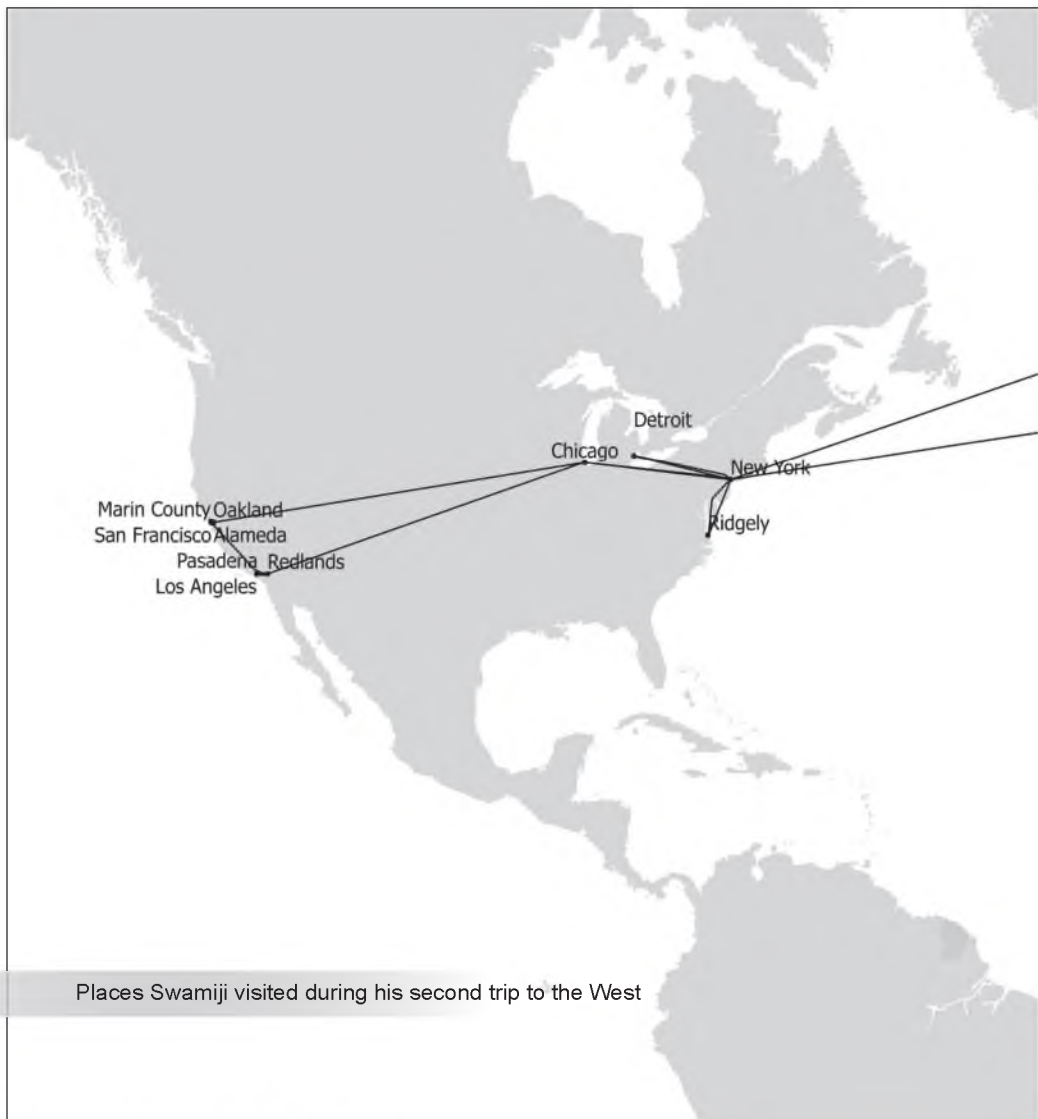 Detroit
Chicago
New York
Marin County Oakland
San Francisco Alameda
Ridgely
Pasadena Redlands
Los Angeles
Places Swamiji visited during his second trip to the West